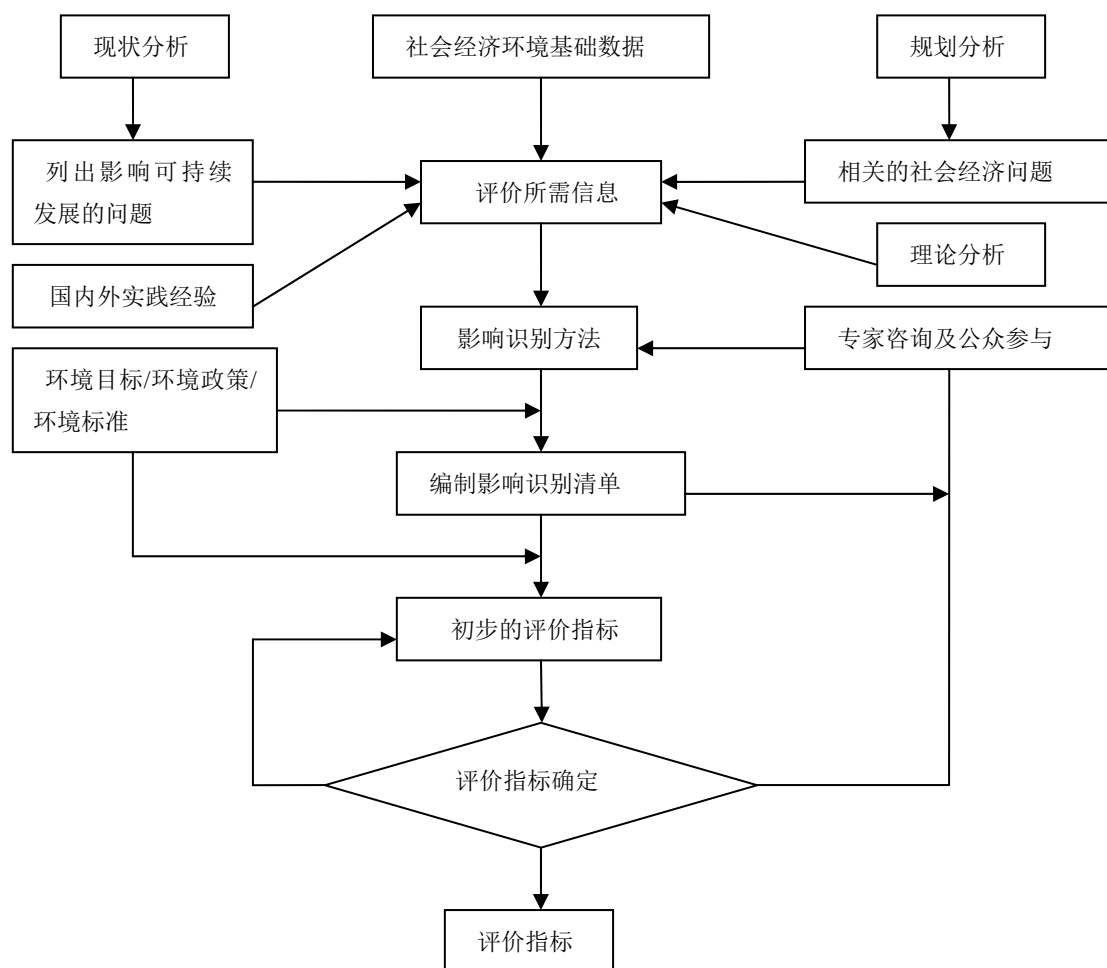 现状分析
社会经济环境基础数据
规划分析
列出影响可持续
发展的问题
评价所需信息
相关的社会经济问题
理论分析
国内外实践经验
影响识别方法
专家咨询及公众参与
环境目标/环境政策/
环境标准
编制影响识别清单
初步的评价指标
评价指标确定
评价指标